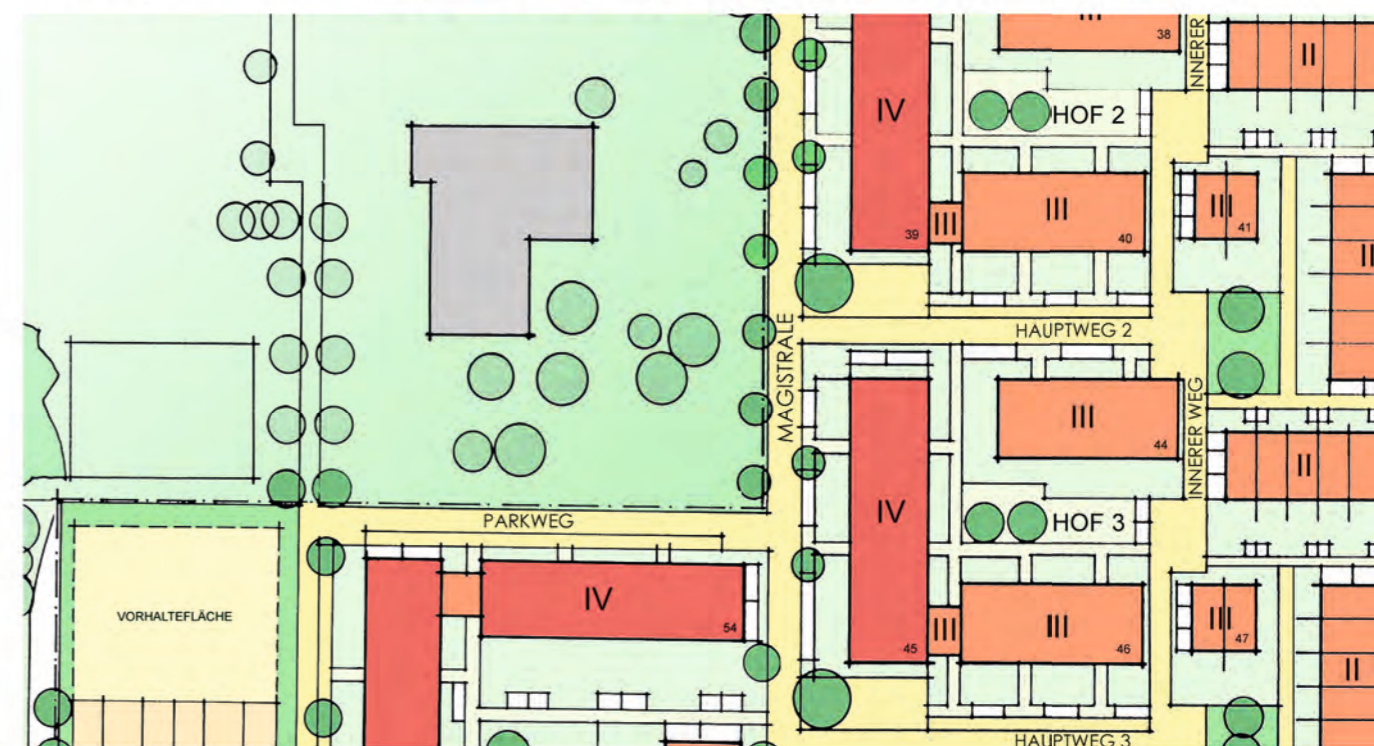 III
38
INNERER
II
IV
HOF 2
III
III
III
39
40
41
II
MAGISTRALE
HAUPTWEG 2
III
44
INNERER WEG
II
IV
HOF 3
PARKWEG
IV
54
VORHALTEFLÄCHE
III
III
III
45
46
47
II
HAUPTWEG 3